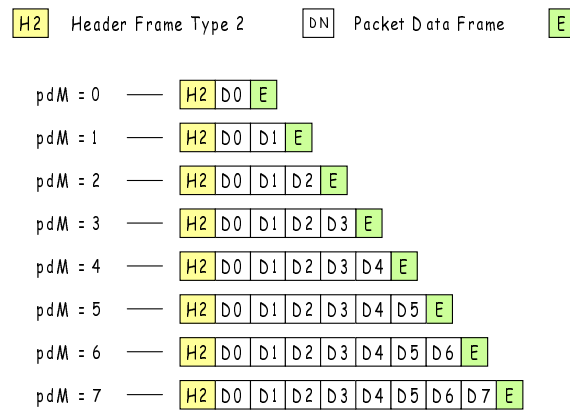 H2 Header Frame Type 2 DN Packet Data Frame E
pdM = 0 H2 D0 E
pdM = 1 H2 D0 D1 E
pdM = 2 H2 D0 D1 D2 E
pdM = 3 H2 D0 D1 D2 D3 E
pdM = 4 H2 D0 D1 D2 D3 D4 E
pdM = 5 H2 D0 D1 D2 D3 D4 D5 E
pdM = 6 H2 D0 D1 D2 D3 D4 D5 D6 E
pdM = 7 H2 D0 D1 D2 D3 D4 D5 D6 D7 E